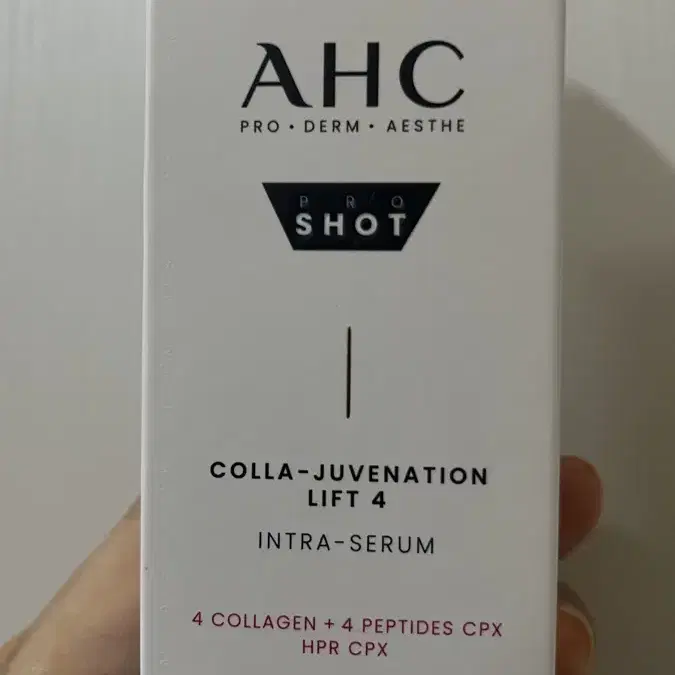 AHC
PRO • DERM • AESTHE
PRO
SHOT
COLLA-JUVENATION
LIFT 4
INTRA-SERUM
4 COLLAGEN + 4 PEPTIDES CPX
HPR CPX